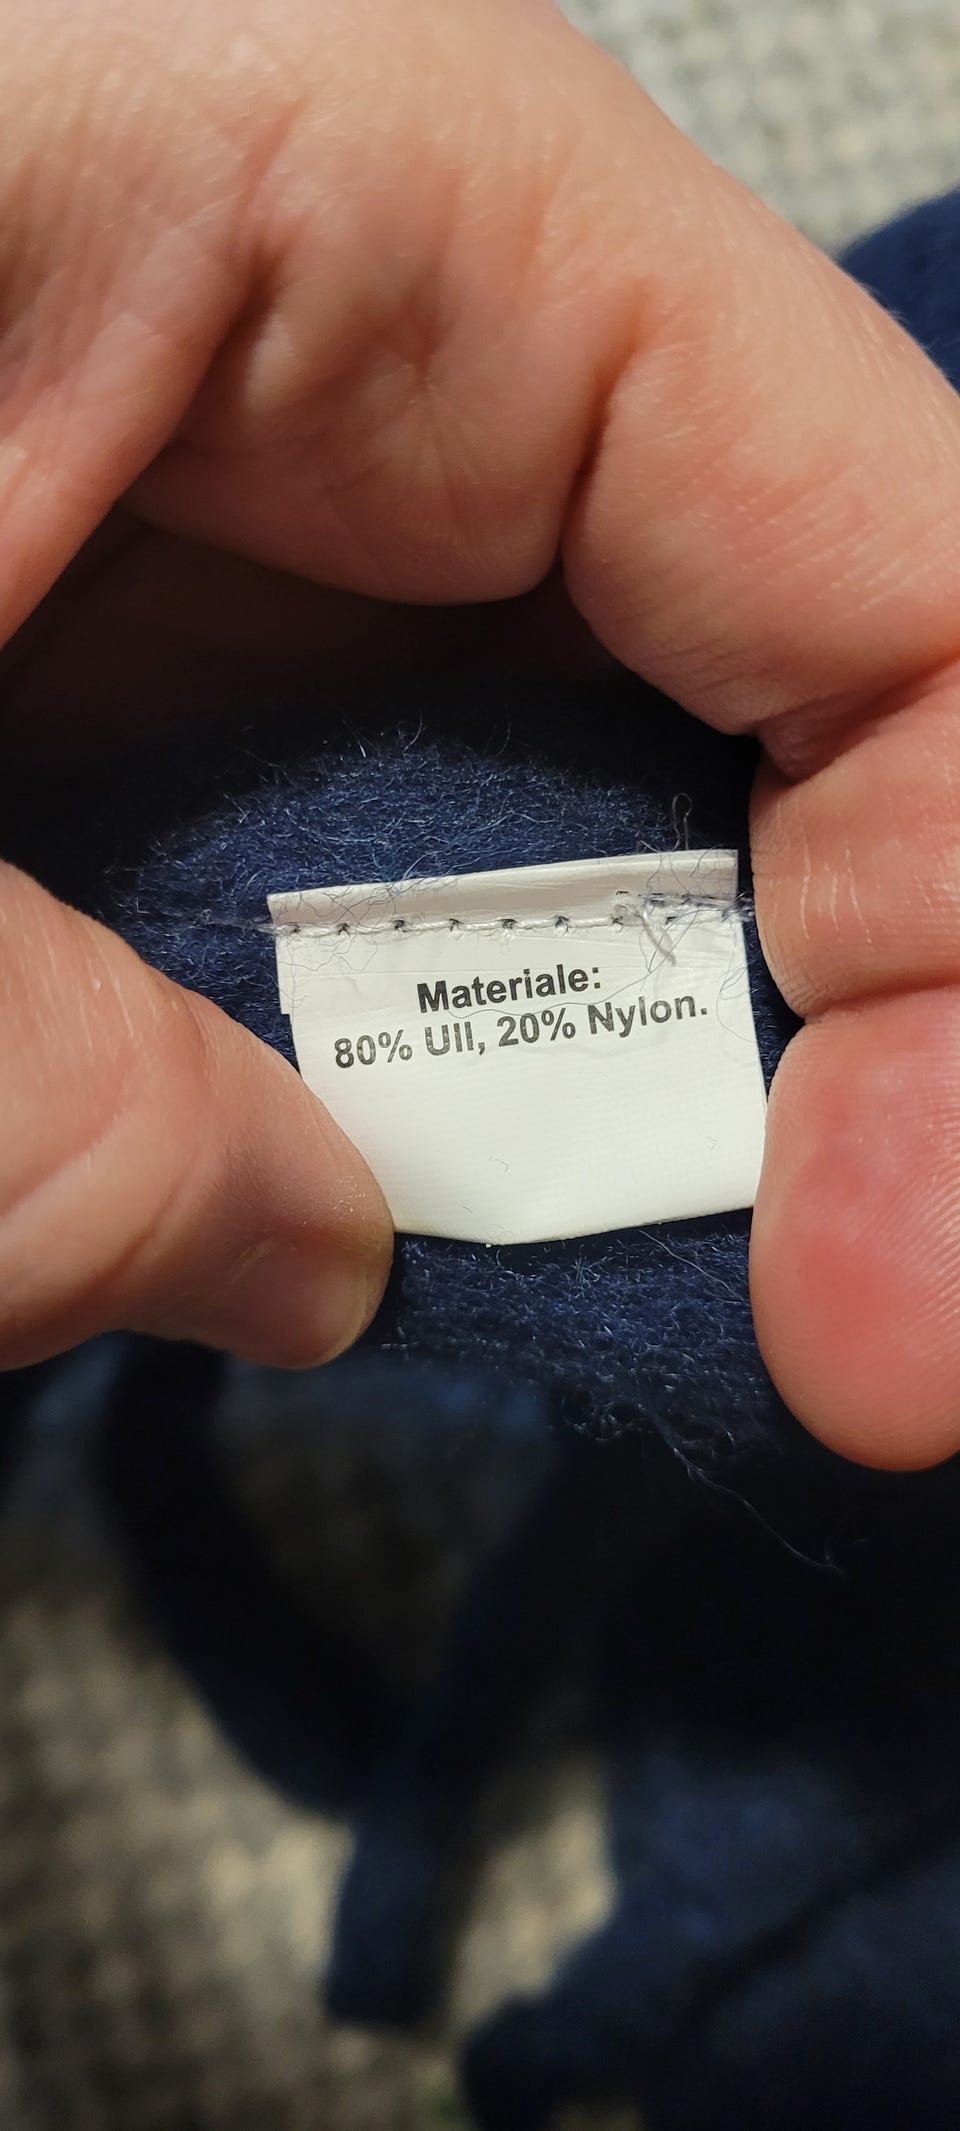 Materiale:
80% Ull, 20% Nylon.